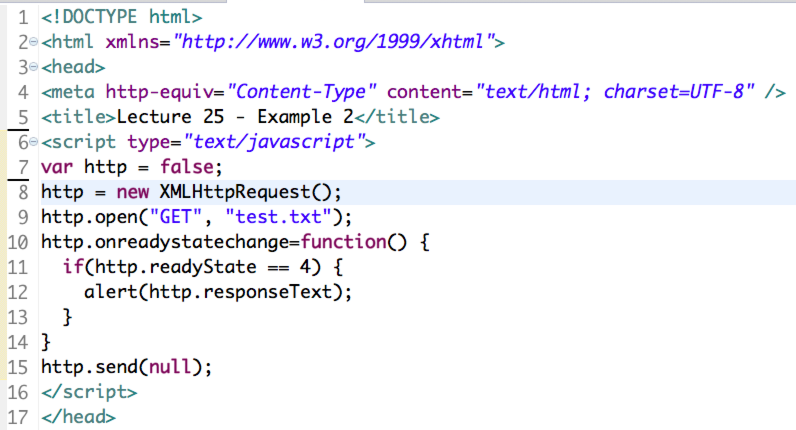 1 <!DOCTYPE html>
2 <html xmlns="http://www.w3.org/1999/xhtml">
3 <head>
4 <meta http-equiv="Content-Type" content="text/html; charset=UTF-8" />
5 <title>Lecture 25 - Example 2</title>
6 <script type="text/javascript">
7 var http = false;
8 http = new XMLHttpRequest();
9 http.open("GET", "test.txt");
10 http.onreadystatechange=function() {
11   if(http.readyState == 4) {
12     alert(http.responseText);
13   }
14 }
15 http.send(null);
16 </script>
17 </head>